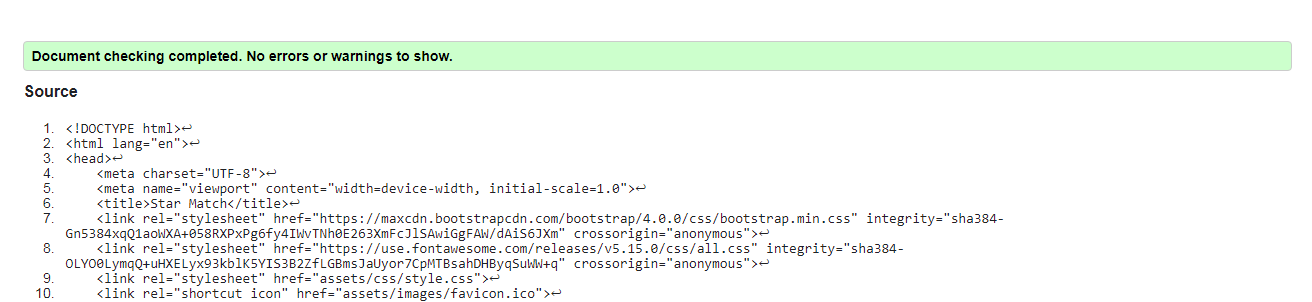 Document checking completed. No errors or warnings to show.
Source
1. <!DOCTYPE html>↩
2. <html lang="en">↩
3. <head>↩
4.     <meta charset="UTF-8">↩
5.     <meta name="viewport" content="width=device-width, initial-scale=1.0">↩
6.     <title>Star Match</title>↩
7.     <link rel="stylesheet" href="https://maxcdn.bootstrapcdn.com/bootstrap/4.0.0/css/bootstrap.min.css" integrity="sha384-
Gn5384xqQ1aoWXA+058RXPxPg6fy4IWvTNh0E263XmFcJlSAwiGgFAW/dAiS6JXm" crossorigin="anonymous">↩
8.     <link rel="stylesheet" href="https://use.fontawesome.com/releases/v5.15.0/css/all.css" integrity="sha384-
OLYO0LymqQ+uHXELyx93kblK5YIS3B2ZfLGBmsJaUyor7CpMTBsahDHByqSuWW+q" crossorigin="anonymous">↩
9.     <link rel="stylesheet" href="assets/css/style.css">↩
10.     <link rel="shortcut icon" href="assets/images/favicon.ico">↩